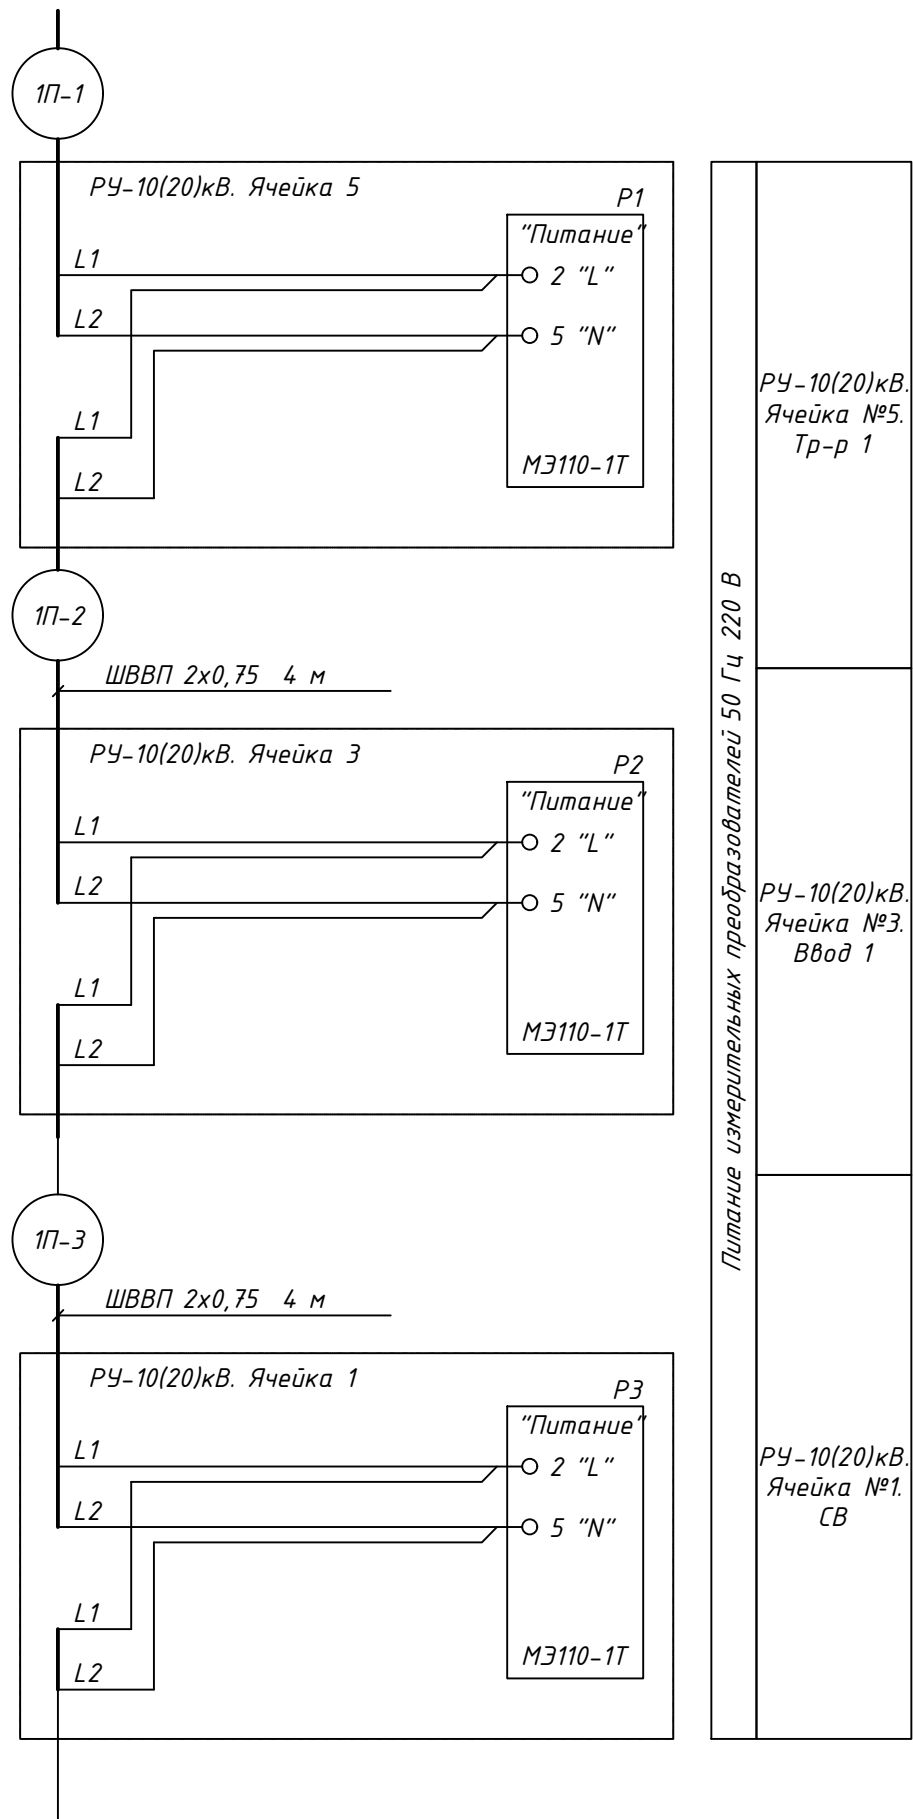 1П-1
РУ-10(20)кВ. Ячейка 5
P1
"Питание"
L1
2 "L"
L2
5 "N"
L1
L2
МЭ110-1Т
1П-2
ШВВП 2х0,75 4 м
РУ-10(20)кВ. Ячейка 3
P2
"Питание"
L1
2 "L"
L2
5 "N"
L1
L2
МЭ110-1Т
1П-3
ШВВП 2х0,75 4 м
РУ-10(20)кВ. Ячейка 1
P3
"Питание"
L1
2 "L"
L2
5 "N"
L1
L2
МЭ110-1Т
Питание измерительных преобразователей 50 Гц 220 В
РУ-10(20)кВ.
Ячейка №5.
Тр-р 1
РУ-10(20)кВ.
Ячейка №3.
Ввод 1
РУ-10(20)кВ.
Ячейка №1.
СВ